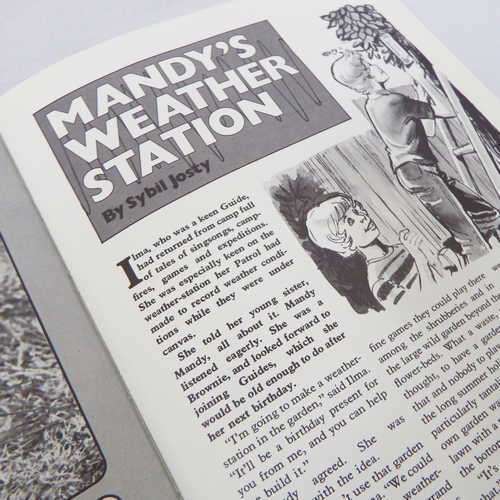 MANDY'S
WEATHER
STATION
By Sybil Josty
Ilma, who was a keen Guide,
had returned from camp full
of tales of singsongs, camp-
fires, games and expeditions.
She was especially keen on the
weather-station her Patrol had
made to record weather condi-
tions while they were under
canvas.
She told her young sister,
Mandy, all about it. Mandy
listened eagerly. She was a
Brownie, and looked forward to
joining Guides, which she
would be old enough to do after
her next birthday.
"I'm going to make a weather-
station in the garden," said Ilma.
"It'll be a birthday present for
you from me, and you can help
build it."
agreed. She was
with the idea.
use that garden
"We could
weather-
fine games they could play there
among the shrubberies and in
the large wild garden beyond the
flower-beds. What a
thought, to have a
and nobody to
the long summer
particularly
own garden
lawn with
the
It was